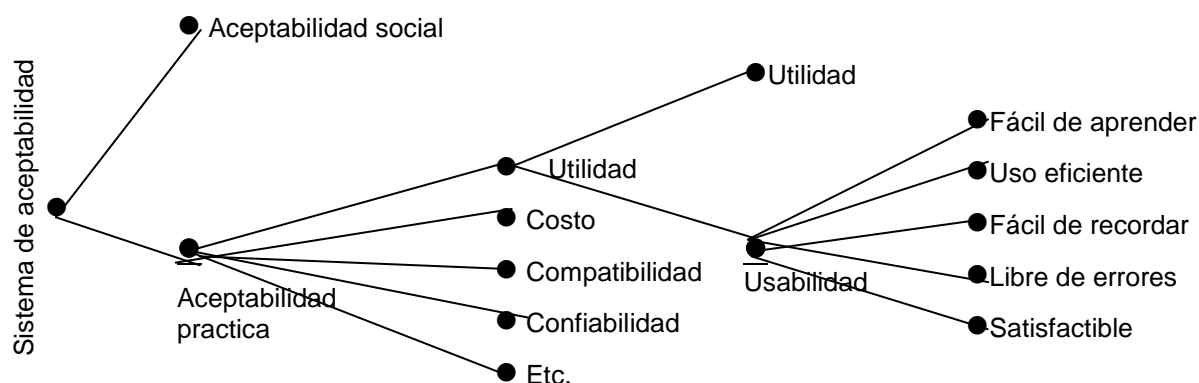 Sistema de aceptabilidad
Aceptabilidad social
Aceptabilidad
practica
Utilidad
Costo
Compatibilidad
Confiabilidad
Etc.
Utilidad
Usabilidad
Fácil de aprender
Uso eficiente
Fácil de recordar
Libre de errores
Satisfactible